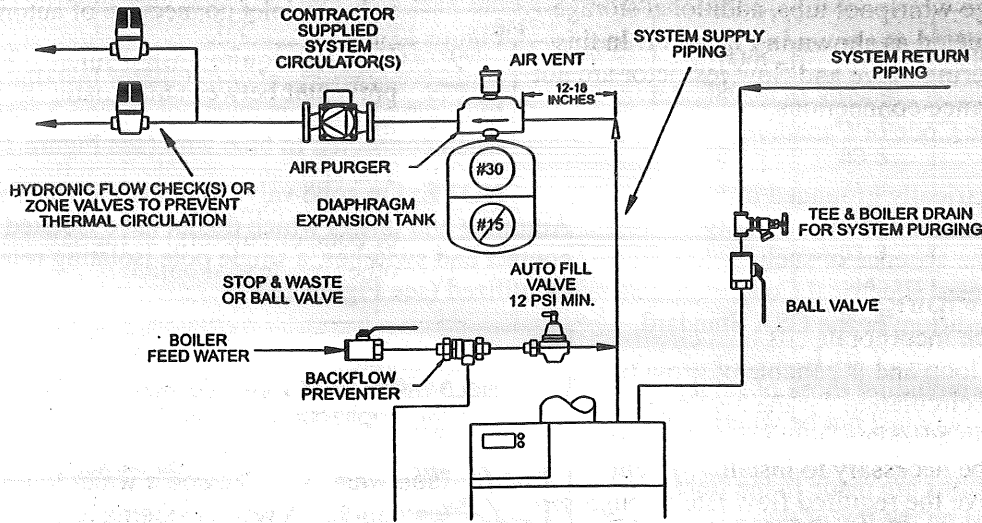 CONTRACTOR
SUPPLIED
SYSTEM
CIRCULATOR(S)
AIR VENT
SYSTEM SUPPLY
PIPING
SYSTEM RETURN
PIPING
12-18
INCHES
AIR PURGER
#30
#15
DIAPHRAGM
EXPANSION TANK
HYDRONIC FLOW CHECK(S) OR
ZONE VALVES TO PREVENT
THERMAL CIRCULATION
TEE & BOILER DRAIN
FOR SYSTEM PURGING
STOP & WASTE
OR BALL VALVE
AUTO FILL
VALVE
12 PSI MIN.
BALL VALVE
BOILER
FEED WATER
BACKFLOW
PREVENTER